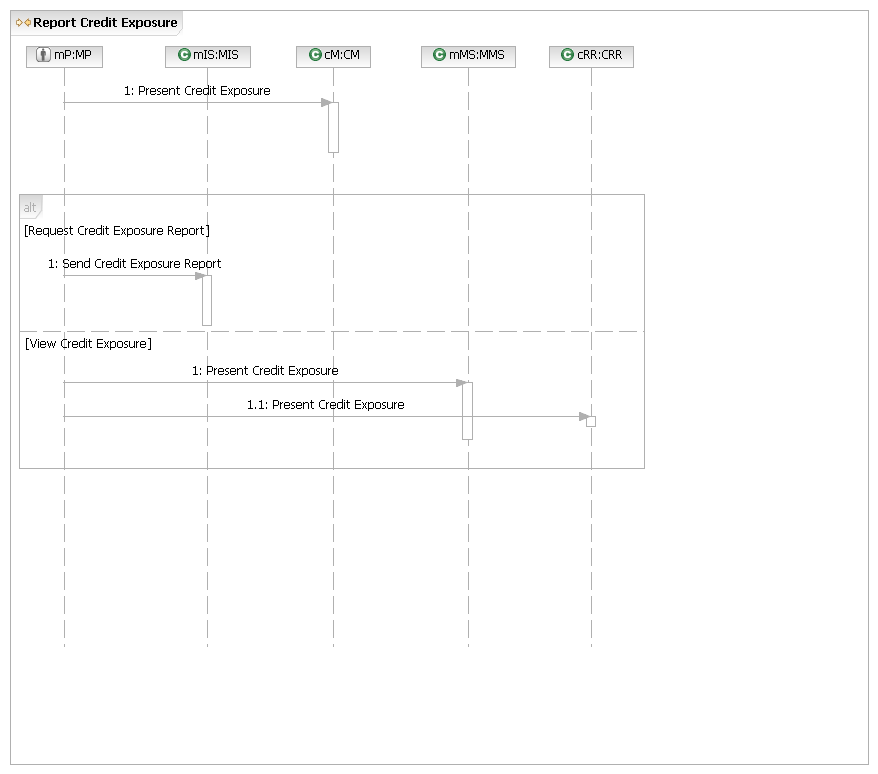 Report Credit Exposure
mP:MP
mIS:MIS
cM:CM
mMS:MMS
cRR:CRR
1: Present Credit Exposure
alt
[Request Credit Exposure Report]
1: Send Credit Exposure Report
[View Credit Exposure]
1: Present Credit Exposure
1.1: Present Credit Exposure